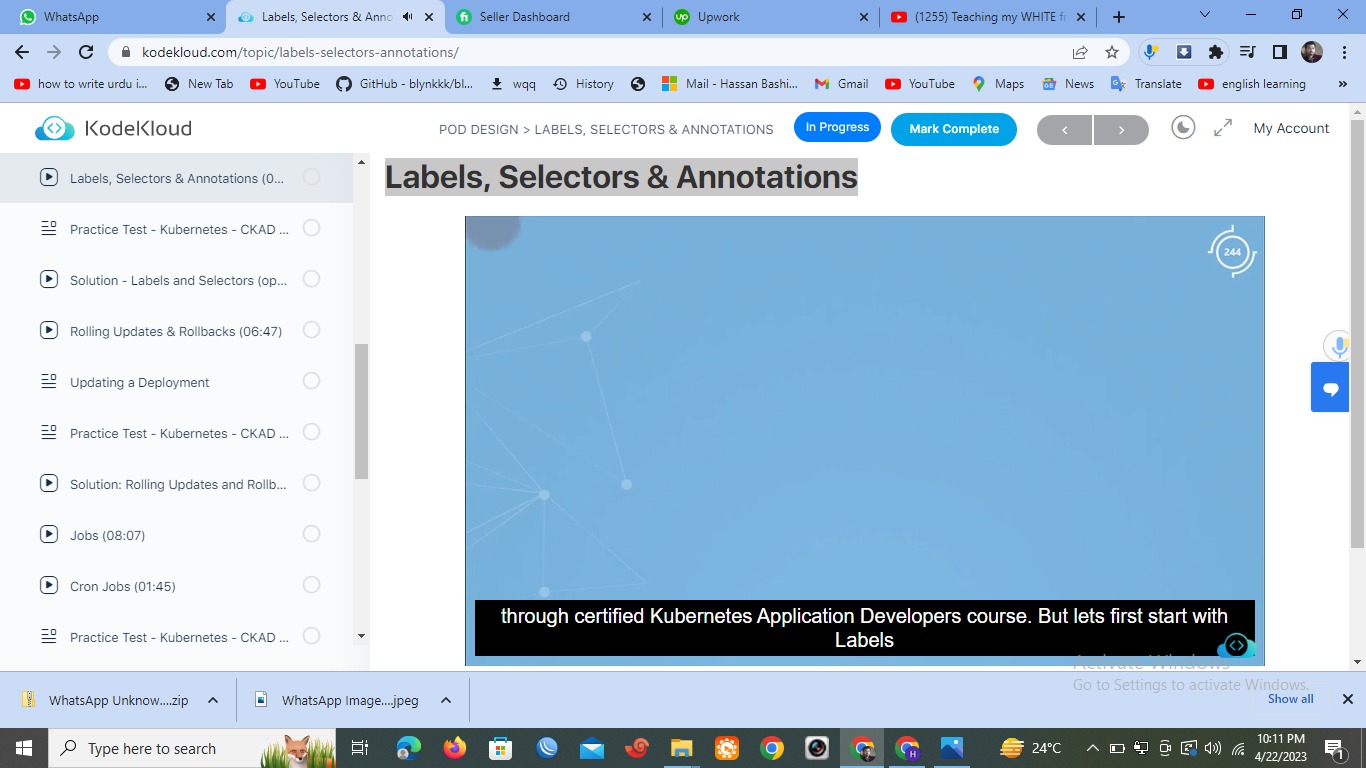 WhatsApp
Labels, Selectors & Anno
Seller Dashboard
Upwork
(1255) Teaching my WHITE fr
kodekloud.com/topic/labels-selectors-annotations/
how to write urdu i...
New Tab
YouTube
GitHub - blynkkk/bl...
wqq
History
Mail - Hassan Bashi...
Gmail
YouTube
Maps
News
Translate
english learning
»
KodeKloud
POD DESIGN > LABELS, SELECTORS & ANNOTATIONS
In Progress
Mark Complete
My Account
Labels, Selectors & Annotations (0...
Practice Test - Kubernetes - CKAD ...
Solution - Labels and Selectors (op...
Rolling Updates & Rollbacks (06:47)
Updating a Deployment
Practice Test - Kubernetes - CKAD ...
Solution: Rolling Updates and Rollb...
Jobs (08:07)
Cron Jobs (01:45)
Practice Test - Kubernetes - CKAD ...
Labels, Selectors & Annotations
244
through certified Kubernetes Application Developers course. But lets first start with
Labels
Activate Windows
Go to Settings to activate Windows.
WhatsApp Unknow....zip
WhatsApp Image....jpeg
Show all
Type here to search
24°C
10:11 PM
4/22/2023
1